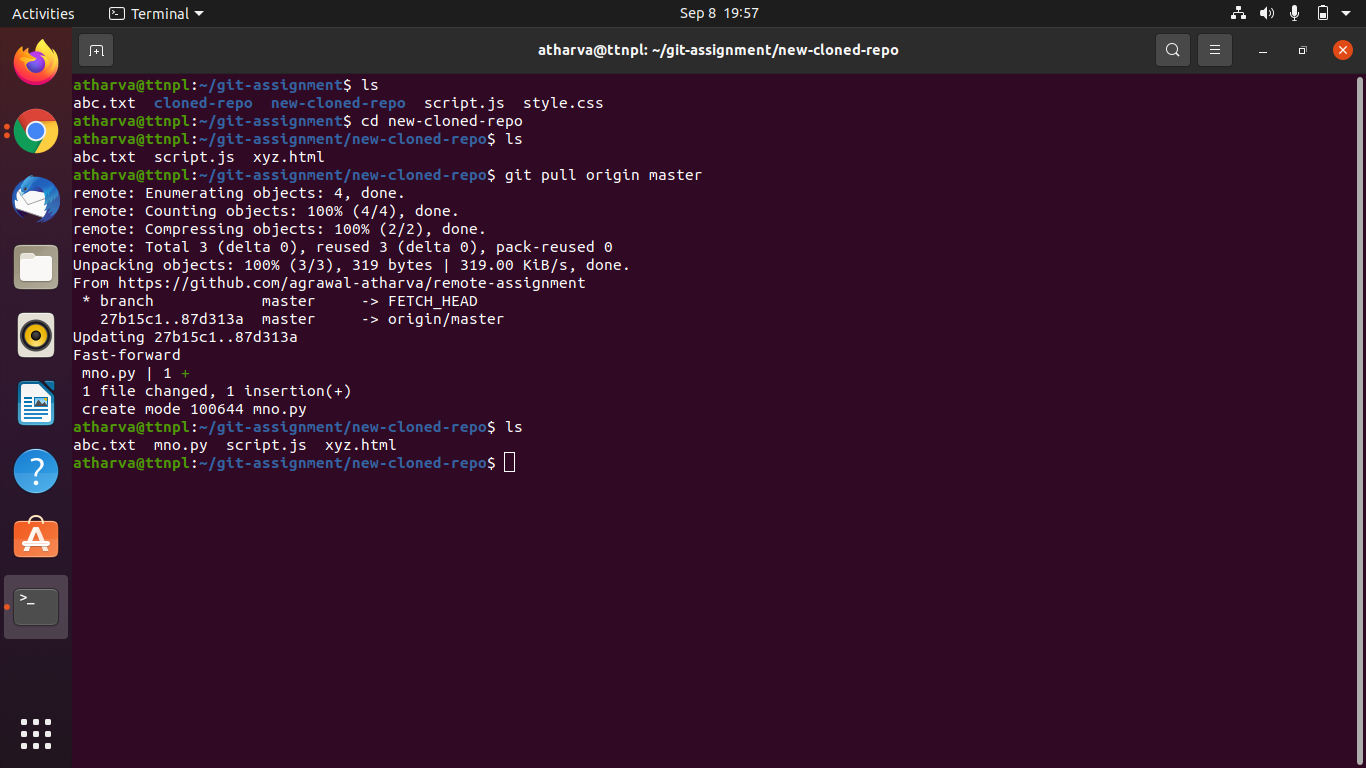 Activities Terminal Sep 8 19:57
atharva@ttnpl: ~/git-assignment/new-cloned-repo
atharva@ttnpl:~/git-assignment$ ls
abc.txt  cloned-repo  new-cloned-repo  script.js  style.css
atharva@ttnpl:~/git-assignment$ cd new-cloned-repo
atharva@ttnpl:~/git-assignment/new-cloned-repo$ ls
abc.txt  script.js  xyz.html
atharva@ttnpl:~/git-assignment/new-cloned-repo$ git pull origin master
remote: Enumerating objects: 4, done.
remote: Counting objects: 100% (4/4), done.
remote: Compressing objects: 100% (2/2), done.
remote: Total 3 (delta 0), reused 3 (delta 0), pack-reused 0
Unpacking objects: 100% (3/3), 319 bytes | 319.00 KiB/s, done.
From https://github.com/agrawal-atharva/remote-assignment
 * branch            master     -> FETCH_HEAD
   27b15c1..87d313a  master     -> origin/master
Updating 27b15c1..87d313a
Fast-forward
 mno.py | 1 +
 1 file changed, 1 insertion(+)
 create mode 100644 mno.py
atharva@ttnpl:~/git-assignment/new-cloned-repo$ ls
abc.txt  mno.py  script.js  xyz.html
atharva@ttnpl:~/git-assignment/new-cloned-repo$